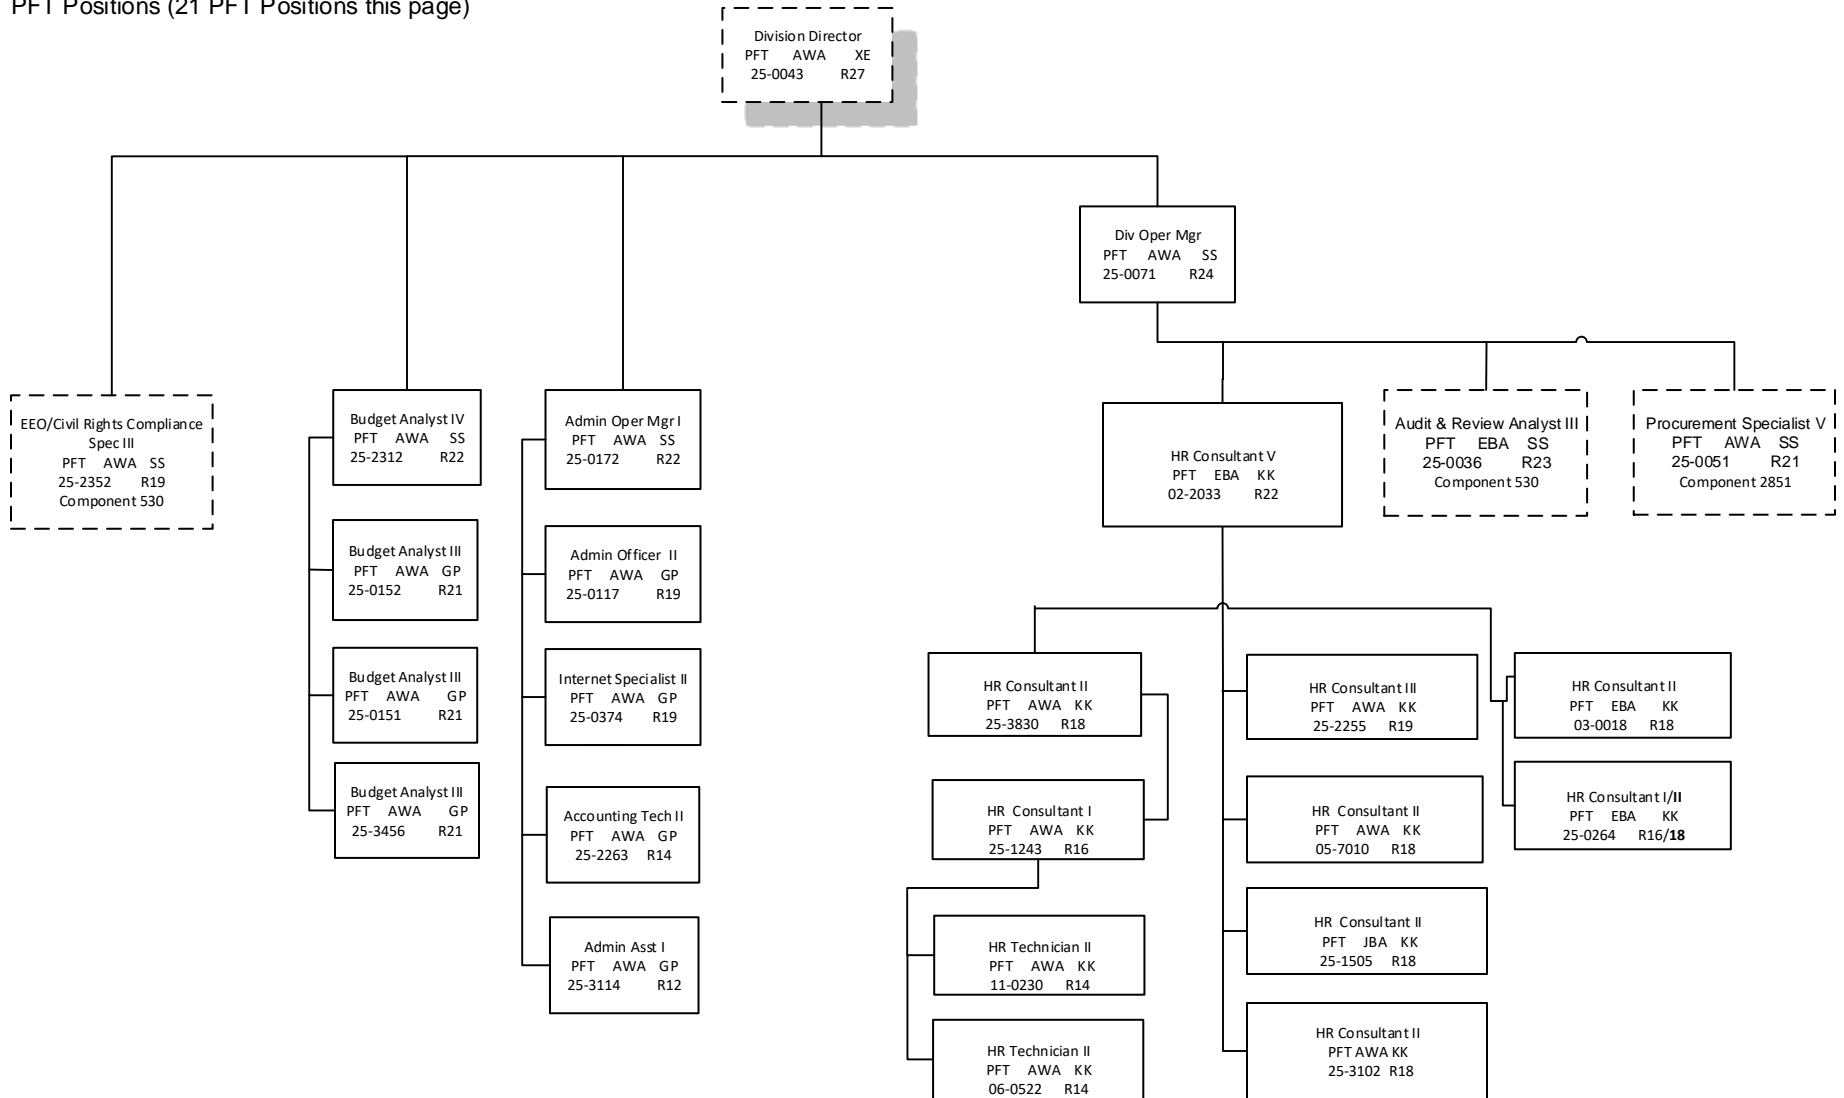 PFT Positions (21 PFT Positions this page)
Division Director
PFT AWA XE
25-0043 R27
Div Oper Mgr
PFT AWA SS
25-0071 R24
EEO/Civil Rights Compliance
Spec III
PFT AWA SS
25-2352 R19
Component 530
Budget Analyst IV
PFT AWA SS
25-2312 R22
Budget Analyst III
PFT AWA GP
25-0152 R21
Budget Analyst III
PFT AWA GP
25-0151 R21
Budget Analyst III
PFT AWA GP
25-3456 R21
Admin Oper Mgr I
PFT AWA SS
25-0172 R22
Admin Officer II
PFT AWA GP
25-0117 R19
Internet Specialist II
PFT AWA GP
25-0374 R19
Accounting Tech II
PFT AWA GP
25-2263 R14
Admin Asst I
PFT AWA GP
25-3114 R12
HR Consultant V
PFT EBA KK
02-2033 R22
Audit & Review Analyst III
PFT EBA SS
25-0036 R23
Component 530
Procurement Specialist V
PFT AWA SS
25-0051 R21
Component 2851
HR Consultant II
PFT AWA KK
25-3830 R18
HR Consultant I
PFT AWA KK
25-1243 R16
HR Technician II
PFT AWA KK
11-0230 R14
HR Technician II
PFT AWA KK
06-0522 R14
HR Consultant III
PFT AWA KK
25-2255 R19
HR Consultant II
PFT AWA KK
05-7010 R18
HR Consultant II
PFT JBA KK
25-1505 R18
HR Consultant II
PFT AWA KK
25-3102 R18
HR Consultant II
PFT EBA KK
03-0018 R18
HR Consultant I/II
PFT EBA KK
25-0264 R16/18